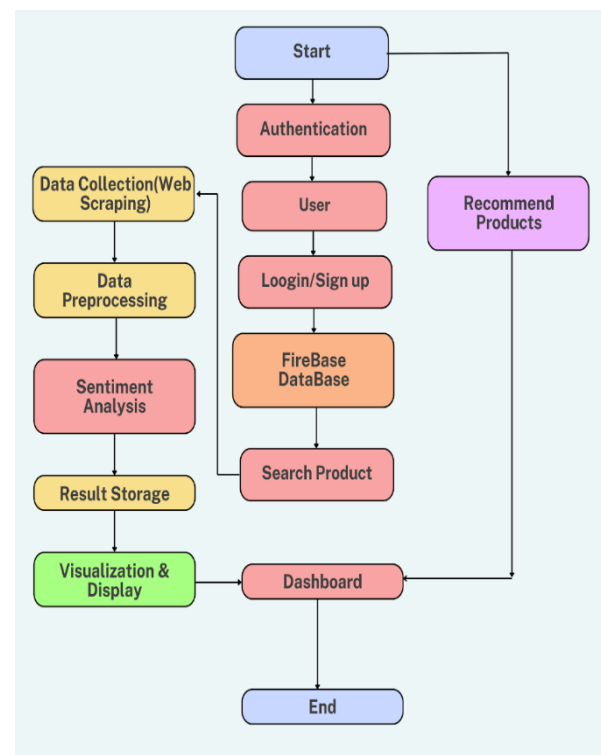 Start
Authentication
Data Collection(Web
Scraping)
User
Recommend
Products
Data
Preprocessing
Loogin/Sign up
Sentiment
Analysis
FireBase
DataBase
Search Product
Result Storage
Visualization &
Display
Dashboard
End